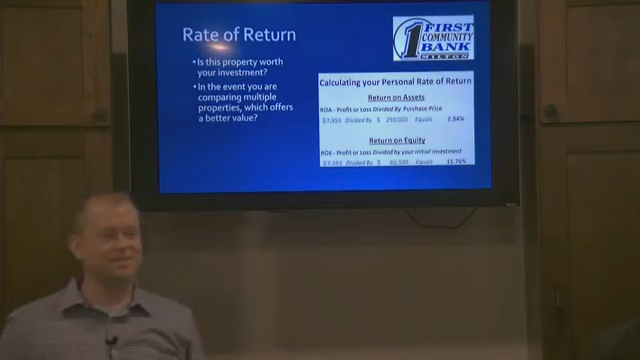 Rate of Return
1 FIRST
COMMUNITY
BANK
MILTON
• Is this property worth
your investment?
• In the event you are
comparing multiple
properties, which offers
a better value?
Calculating your Personal Rate of Return
Return on Assets
ROA - Profit or Loss Divided By Purchase Price
$7,353 Divided By $ 250,000 Equals 2.94%
Return on Equity
ROE - Profit or Loss Divided by your initial investment
$7,353 Divided By $ 62,500 Equals 11.76%